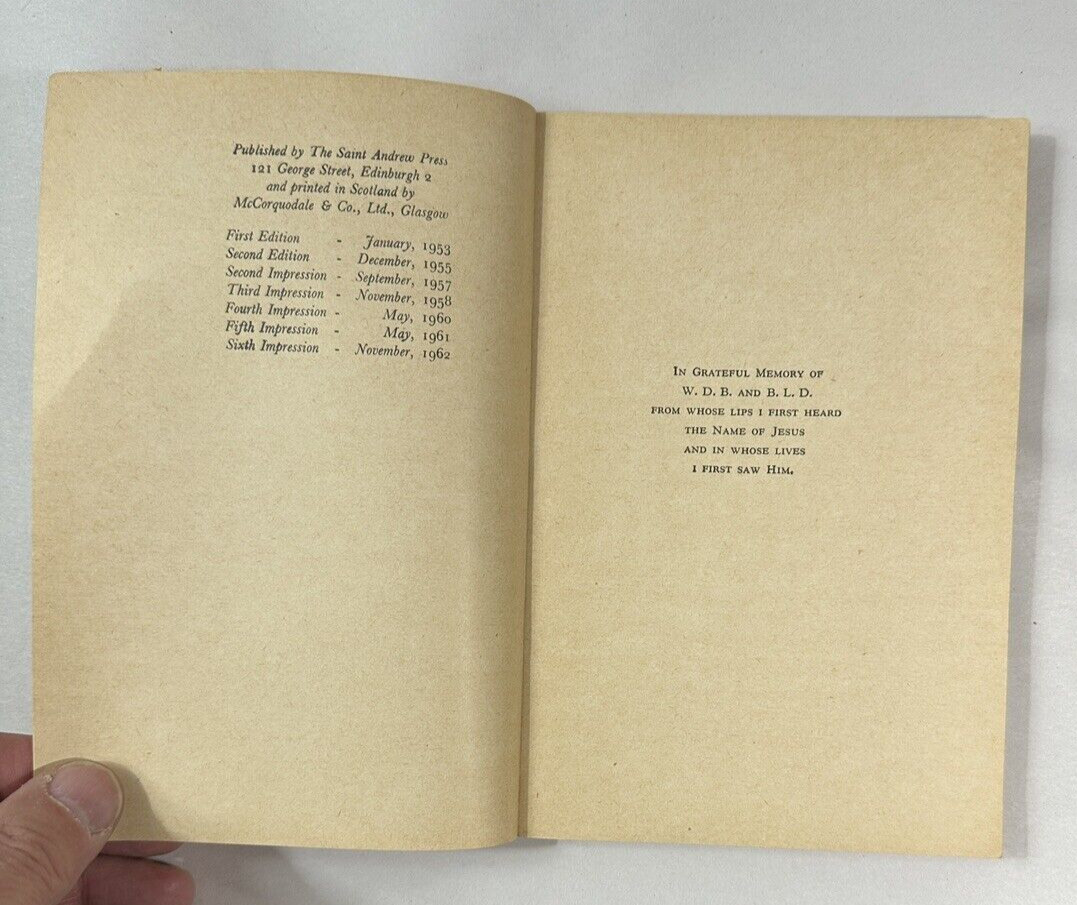 Published by The Saint Andrew Press
121 George Street, Edinburgh 2
and printed in Scotland by
McCorquodale & Co., Ltd., Glasgow
First Edition - January, 1953
Second Edition - December, 1955
Second Impression - September, 1957
Third Impression - November, 1958
Fourth Impression - May, 1960
Fifth Impression - May, 1961
Sixth Impression - November, 1962
In Grateful Memory of
W. D. B. and B. L. D.
from whose lips I first heard
the Name of Jesus
and in whose lives
I first saw Him.